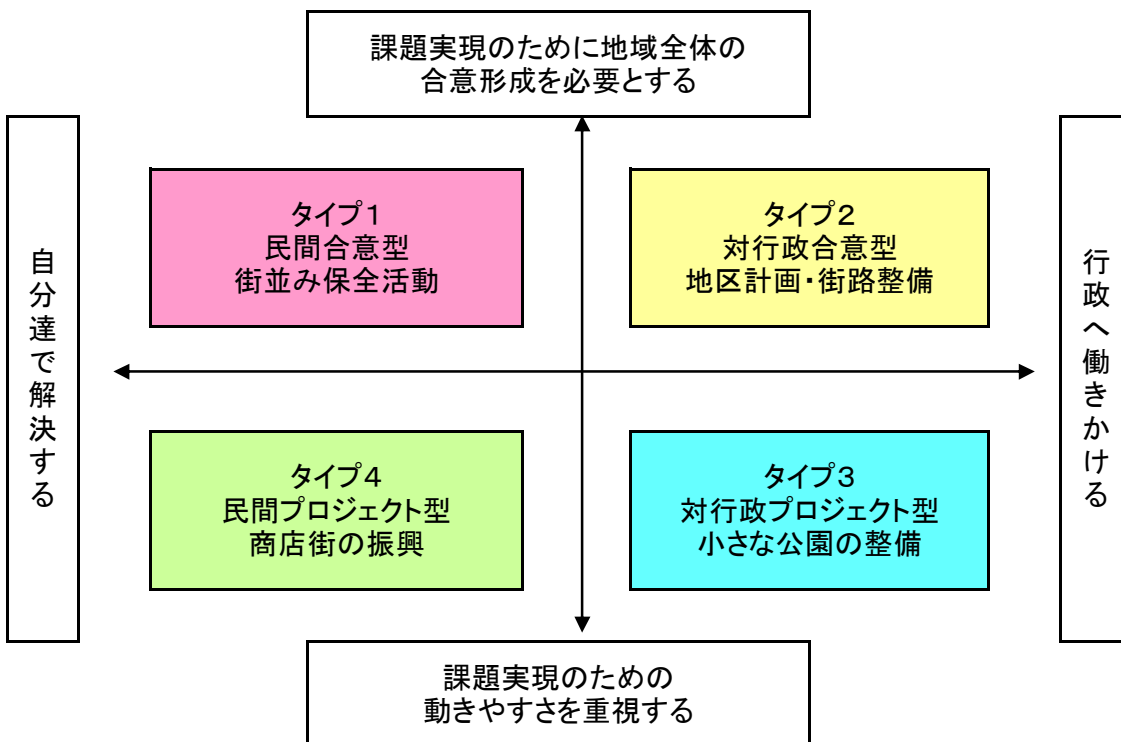 課題実現のために地域全体の
合意形成を必要とする
自分達で解決する
タイプ1
民間合意型
街並み保全活動
タイプ2
対行政合意型
地区計画・街路整備
行政へ働きかける
タイプ4
民間プロジェクト型
商店街の振興
タイプ3
対行政プロジェクト型
小さな公園の整備
課題実現のための
動きやすさを重視する